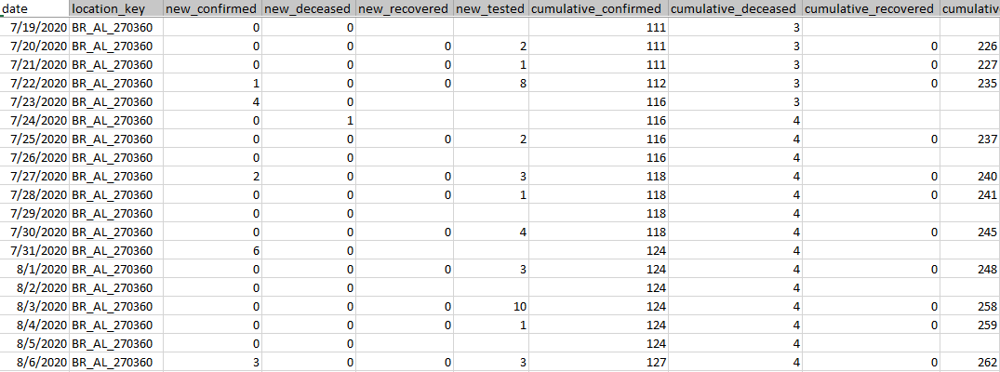 date location_key new_confirmed new_deceased new_recovered new_tested cumulative_confirmed cumulative_deceased cumulative_recovered cumulativ
7/19/2020 BR_AL_270360 0 0 111 3
7/20/2020 BR_AL_270360 0 0 0 2 111 3 0 226
7/21/2020 BR_AL_270360 0 0 0 1 111 3 0 227
7/22/2020 BR_AL_270360 1 0 0 8 112 3 0 235
7/23/2020 BR_AL_270360 4 0 116 3
7/24/2020 BR_AL_270360 0 1 116 4
7/25/2020 BR_AL_270360 0 0 0 2 116 4 0 237
7/26/2020 BR_AL_270360 0 0 116 4
7/27/2020 BR_AL_270360 2 0 0 3 118 4 0 240
7/28/2020 BR_AL_270360 0 0 0 1 118 4 0 241
7/29/2020 BR_AL_270360 0 0 118 4
7/30/2020 BR_AL_270360 0 0 0 4 118 4 0 245
7/31/2020 BR_AL_270360 6 0 124 4
8/1/2020 BR_AL_270360 0 0 0 3 124 4 0 248
8/2/2020 BR_AL_270360 0 0 124 4
8/3/2020 BR_AL_270360 0 0 0 10 124 4 0 258
8/4/2020 BR_AL_270360 0 0 0 1 124 4 0 259
8/5/2020 BR_AL_270360 0 0 124 4
8/6/2020 BR_AL_270360 3 0 0 3 127 4 0 262